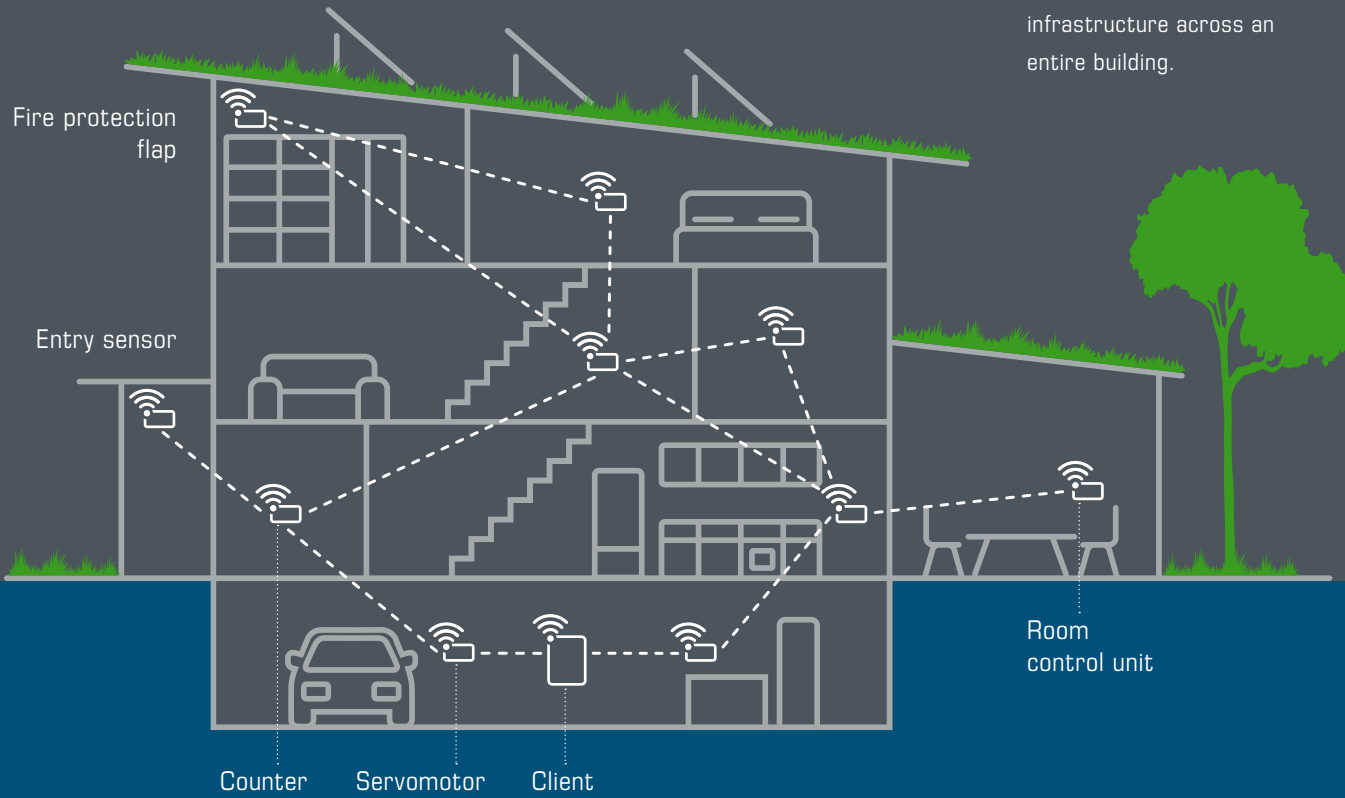 infrastructure across an
entire building.
Fire protection
flap
Entry sensor
Room
control unit
Counter
Servomotor
Client